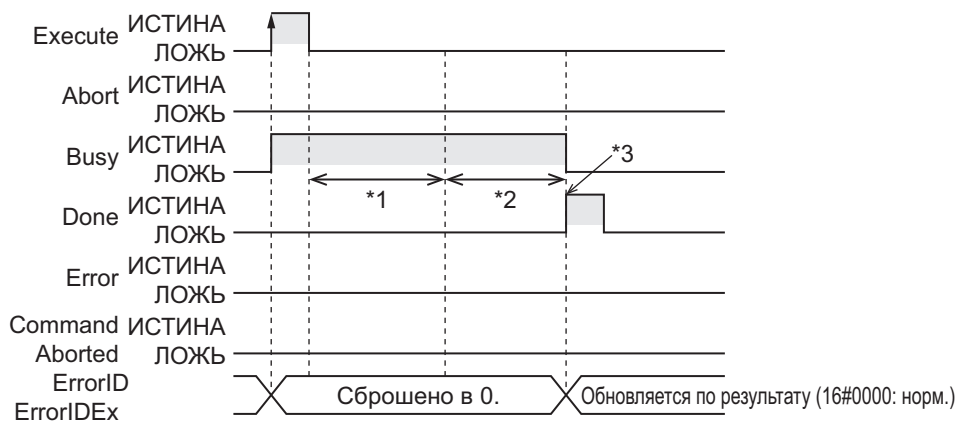 Execute ИСТИНА
ЛОЖЬ
Abort ИСТИНА
ЛОЖЬ
Busy ИСТИНА
ЛОЖЬ
*3
*1 *2
Done ИСТИНА
ЛОЖЬ
Error ИСТИНА
ЛОЖЬ
Command ИСТИНА
Aborted ЛОЖЬ
ErrorID
ErrorIDEx
Сброшено в 0.
Обновляется по результату (16#0000: норм.)